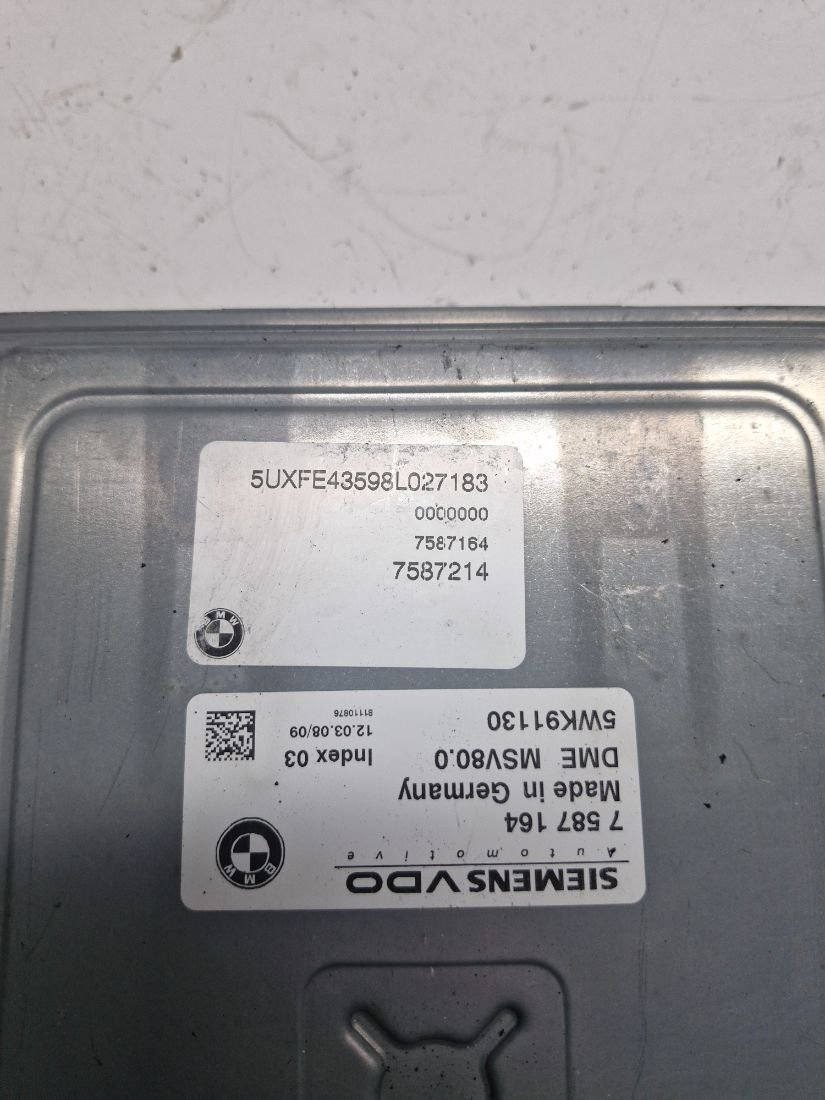 5UXFE43598L027183
0000000
7587164
7587214
BMW
SIEMENS VDO
Automotive
7 587 164
Made in Germany
DME MSV80.0
5WK91130
Index 03
12.03.08/09
81110876
BMW